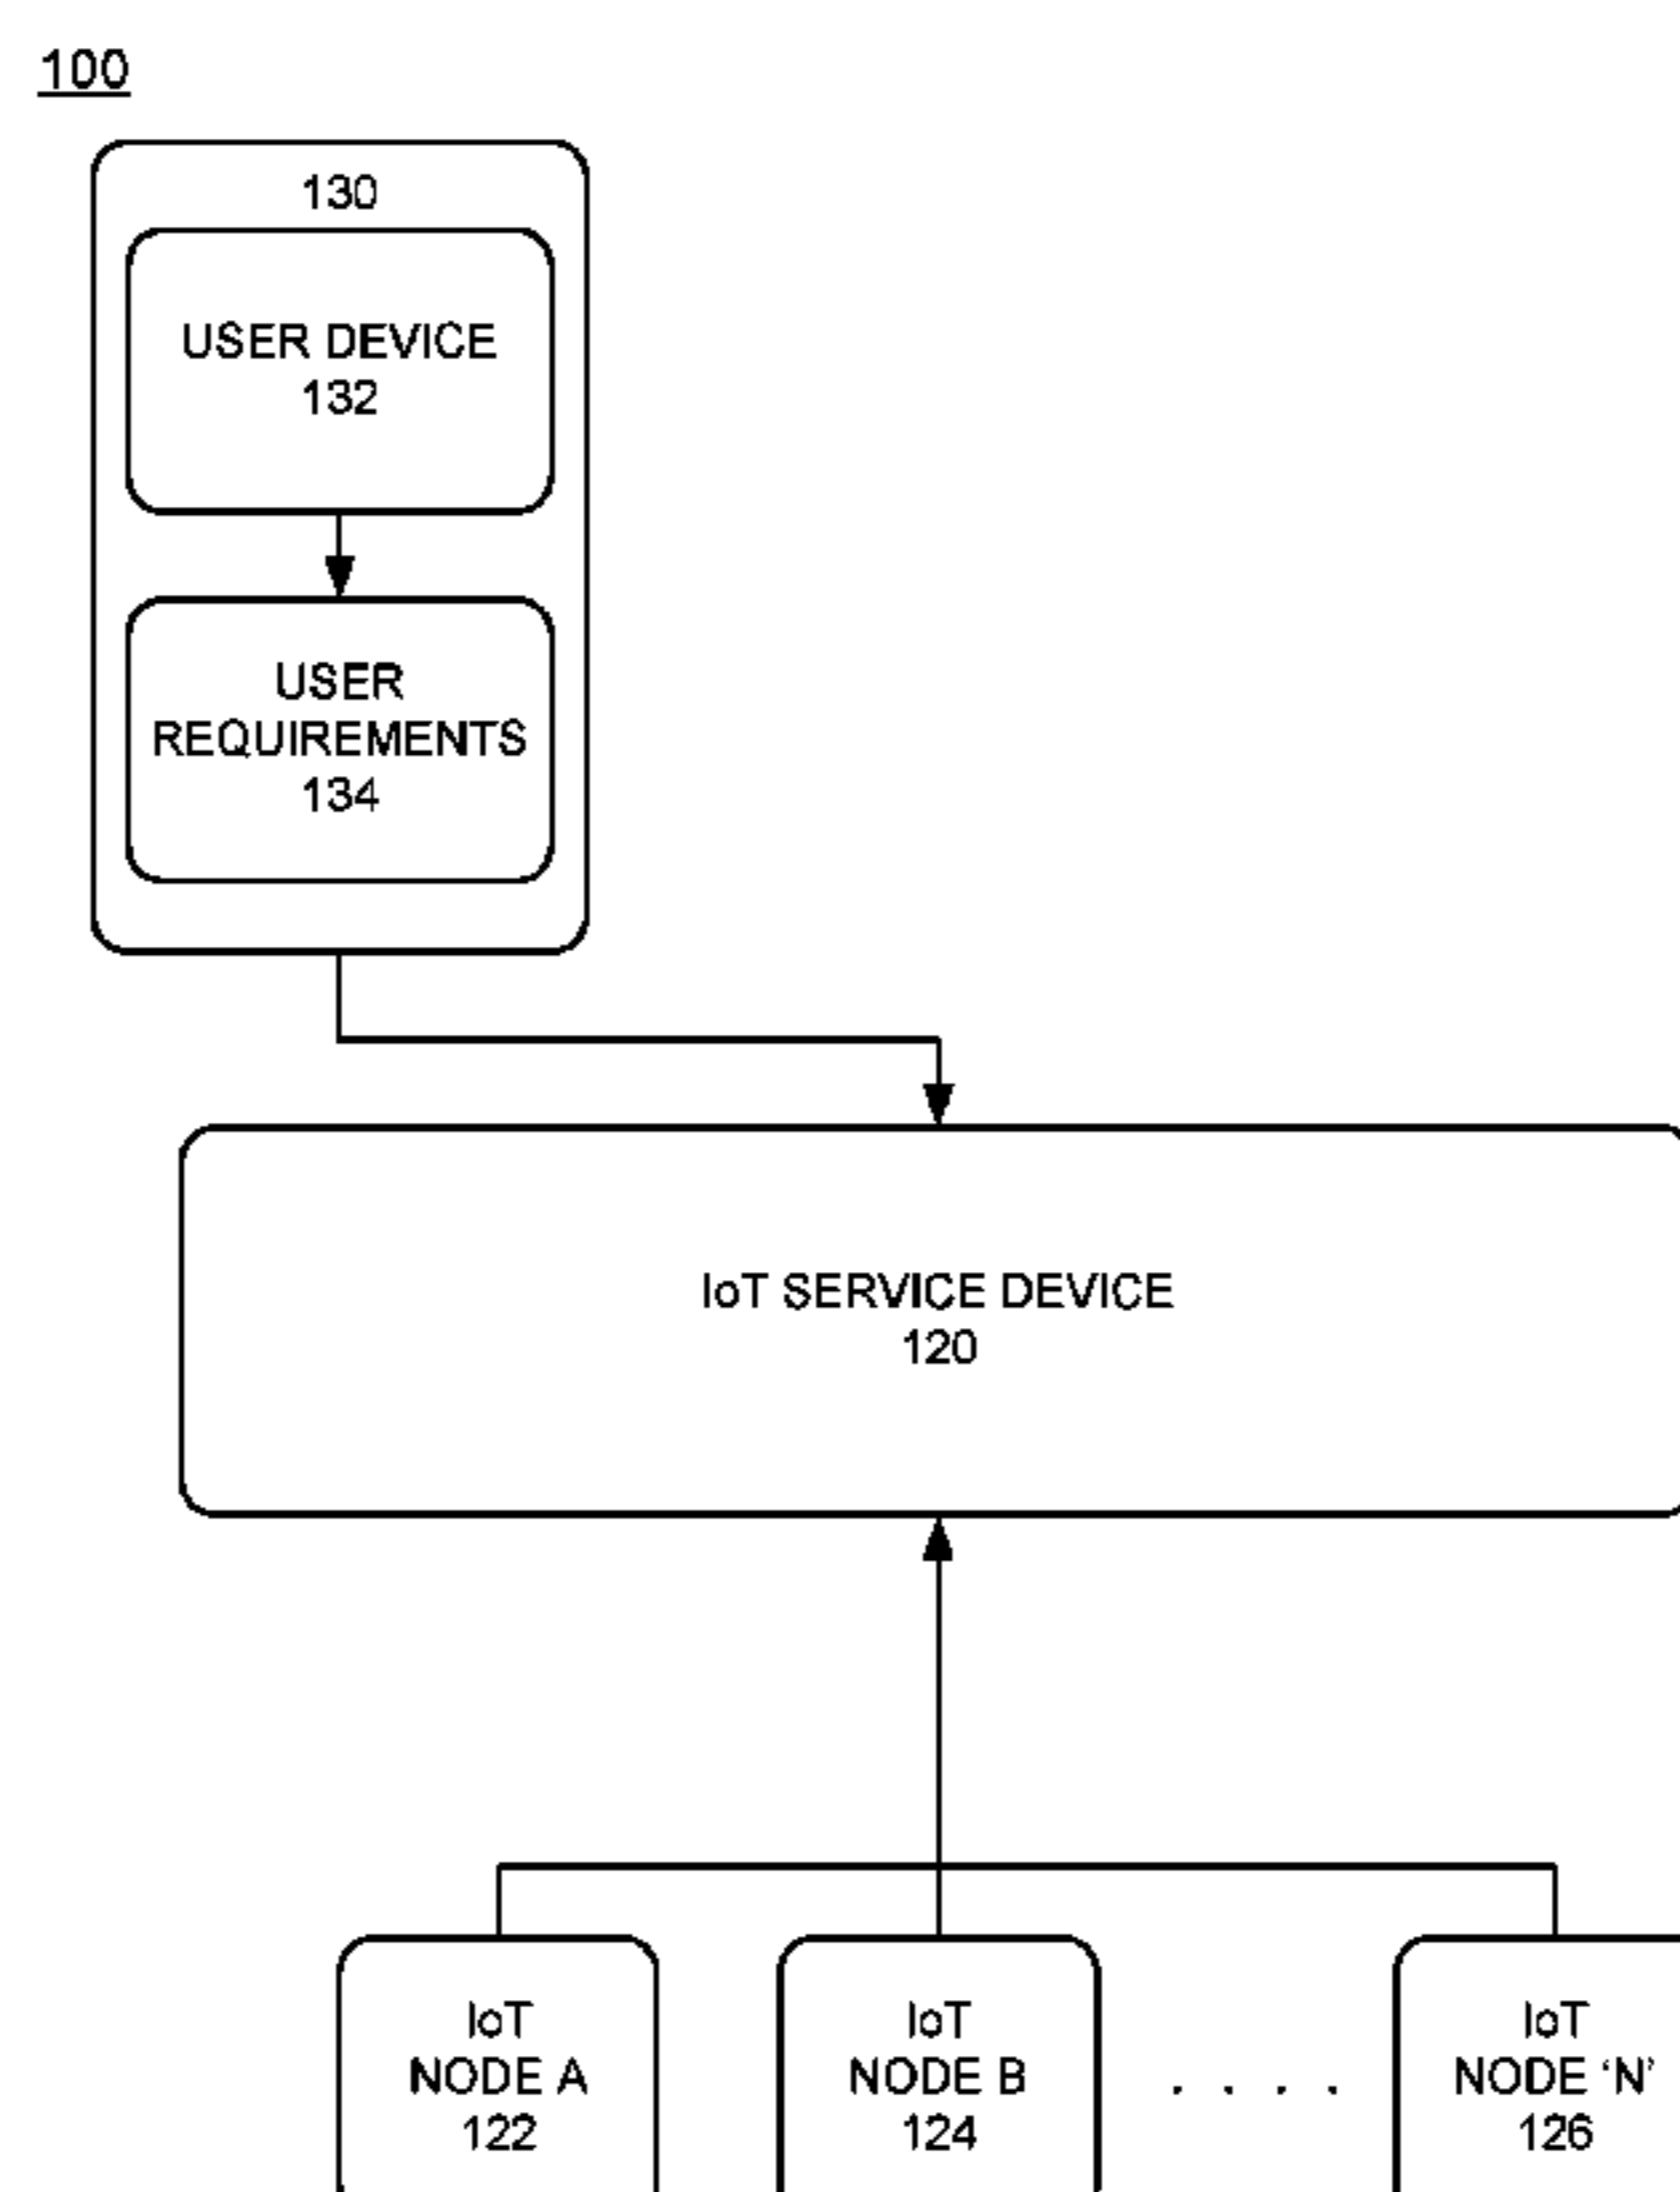 100
130
USER DEVICE
132
USER
REQUIREMENTS
134
IoT SERVICE DEVICE
120
IoT
NODE A
122
IoT
NODE B
124
. . . .
IoT
NODE ‘N’
126